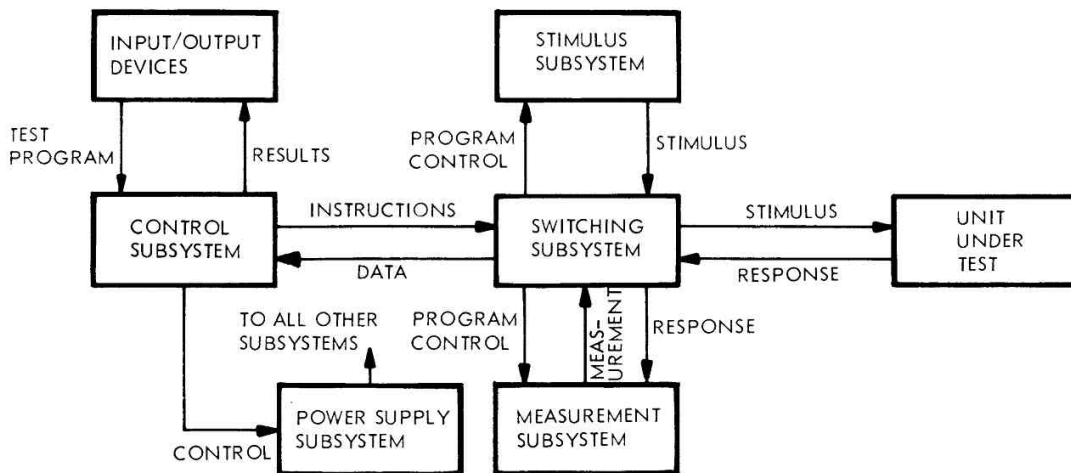 INPUT/OUTPUT
DEVICES
STIMULUS
SUBSYSTEM
TEST
PROGRAM
RESULTS
PROGRAM
CONTROL
STIMULUS
CONTROL
SUBSYSTEM
INSTRUCTIONS
DATA
SWITCHING
SUBSYSTEM
STIMULUS
RESPONSE
UNIT
UNDER
TEST
TO ALL OTHER
SUBSYSTEMS
PROGRAM
CONTROL
MEAS-
UREMENT
RESPONSE
CONTROL
POWER SUPPLY
SUBSYSTEM
MEASUREMENT
SUBSYSTEM